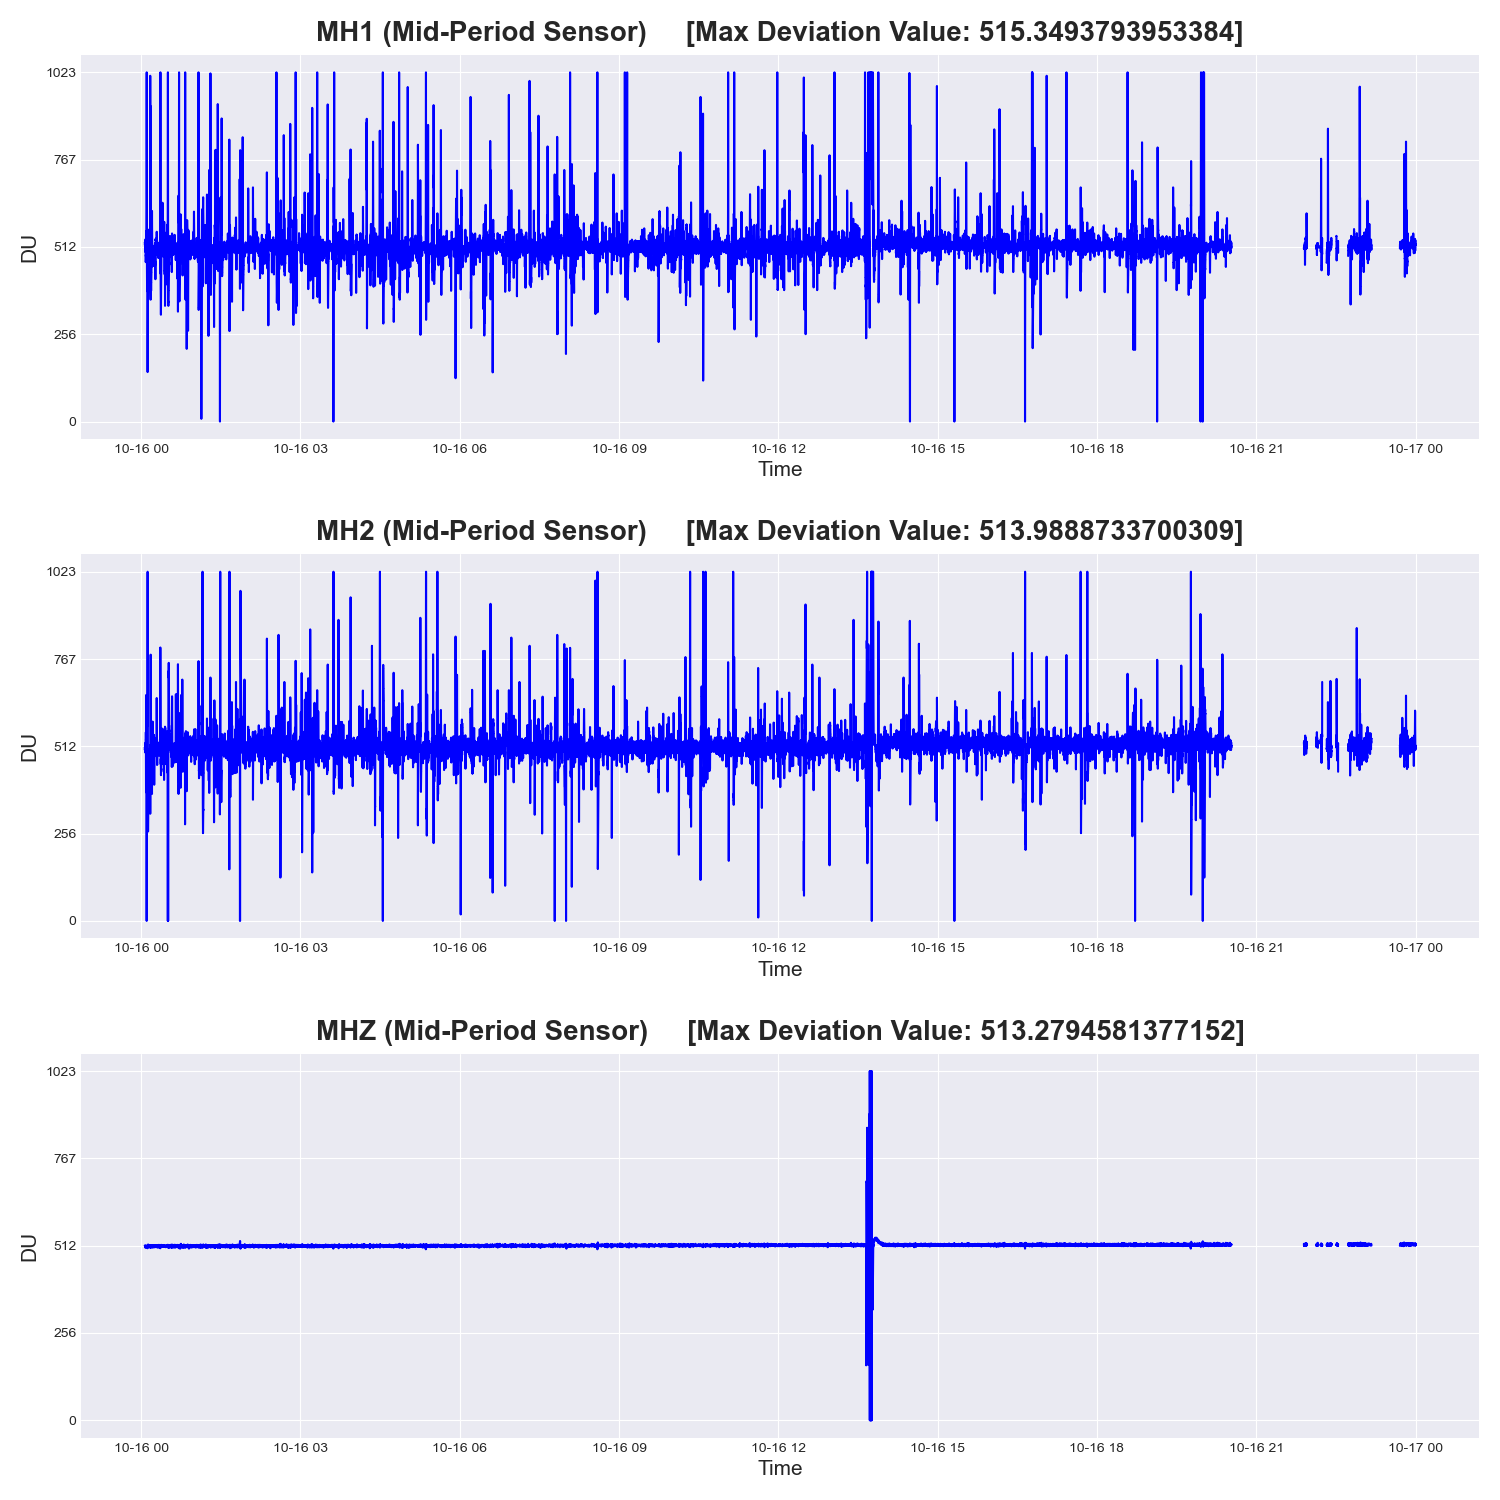 MH1 (Mid-Period Sensor) [Max Deviation Value: 515.3493793953384]
1023
767
512
256
0
DU
10-16 00 10-16 03 10-16 06 10-16 09 10-16 12 10-16 15 10-16 18 10-16 21 10-17 00
Time
MH2 (Mid-Period Sensor) [Max Deviation Value: 513.9888733700309]
1023
767
512
256
0
DU
10-16 00 10-16 03 10-16 06 10-16 09 10-16 12 10-16 15 10-16 18 10-16 21 10-17 00
Time
MHZ (Mid-Period Sensor) [Max Deviation Value: 513.2794581377152]
1023
767
512
256
0
DU
10-16 00 10-16 03 10-16 06 10-16 09 10-16 12 10-16 15 10-16 18 10-16 21 10-17 00
Time